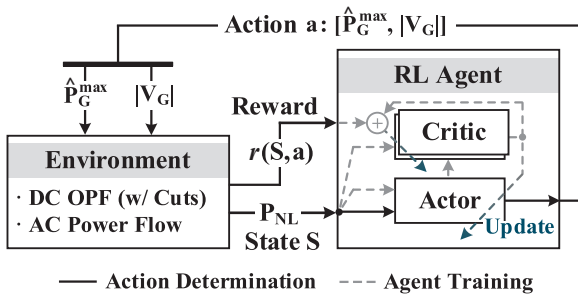 Action a: [P̂_G^max, |V_G|]
P̂_G^max |V_G|
Reward
r(S,a)
Environment
· DC OPF (w/ Cuts)
· AC Power Flow
P_NL
State S
RL Agent
+
Critic
Actor
Update
Action Determination
Agent Training